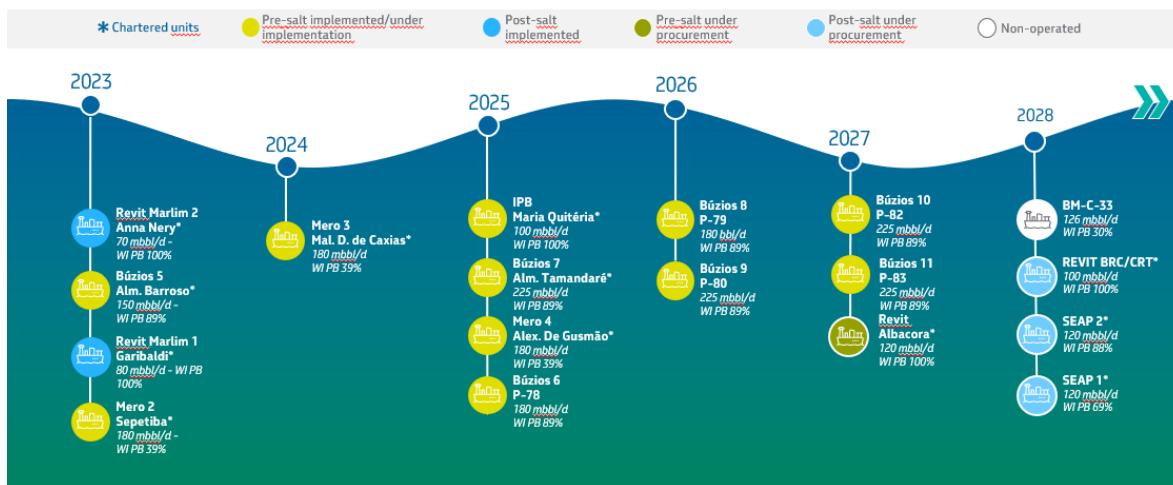 * Chartered units
Pre-salt implemented/under
implementation
Post-salt
implemented
Pre-salt under
procurement
Post-salt under
procurement
Non-operated
2023
Revit Marlim 2
Anna Nery*
70 mbbl/d -
WI PB 100%
Búzios 5
Alm. Barroso*
150 mbbl/d -
WI PB 89%
Revit Marlim 1
Garibaldi*
80 mbbl/d - WI PB
100%
Mero 2
Sepetiba*
180 mbbl/d -
WI PB 39%
2024
Mero 3
Mal. D. de Caxias*
180 mbbl/d
WI PB 39%
2025
IPB
Maria Quitéria*
100 mbbl/d
WI PB 100%
Búzios 7
Alm. Tamandaré*
225 mbbl/d
WI PB 89%
Mero 4
Alex. De Gusmão*
180 mbbl/d
WI PB 39%
Búzios 6
P-78
180 mbbl/d
WI PB 89%
2026
Búzios 8
P-79
180 bbl/d
WI PB 89%
Búzios 9
P-80
225 mbbl/d
WI PB 89%
2027
Búzios 10
P-82
225 mbbl/d
WI PB 89%
Búzios 11
P-83
225 mbbl/d
WI PB 89%
Revit
Albacora*
120 mbbl/d
WI PB 100%
2028
BM-C-33
126 mbbl/d
WI PB 30%
REVIT BRC/CRT*
100 mbbl/d
WI PB 100%
SEAP 2*
120 mbbl/d
WI PB 88%
SEAP 1*
120 mbbl/d
WI PB 69%